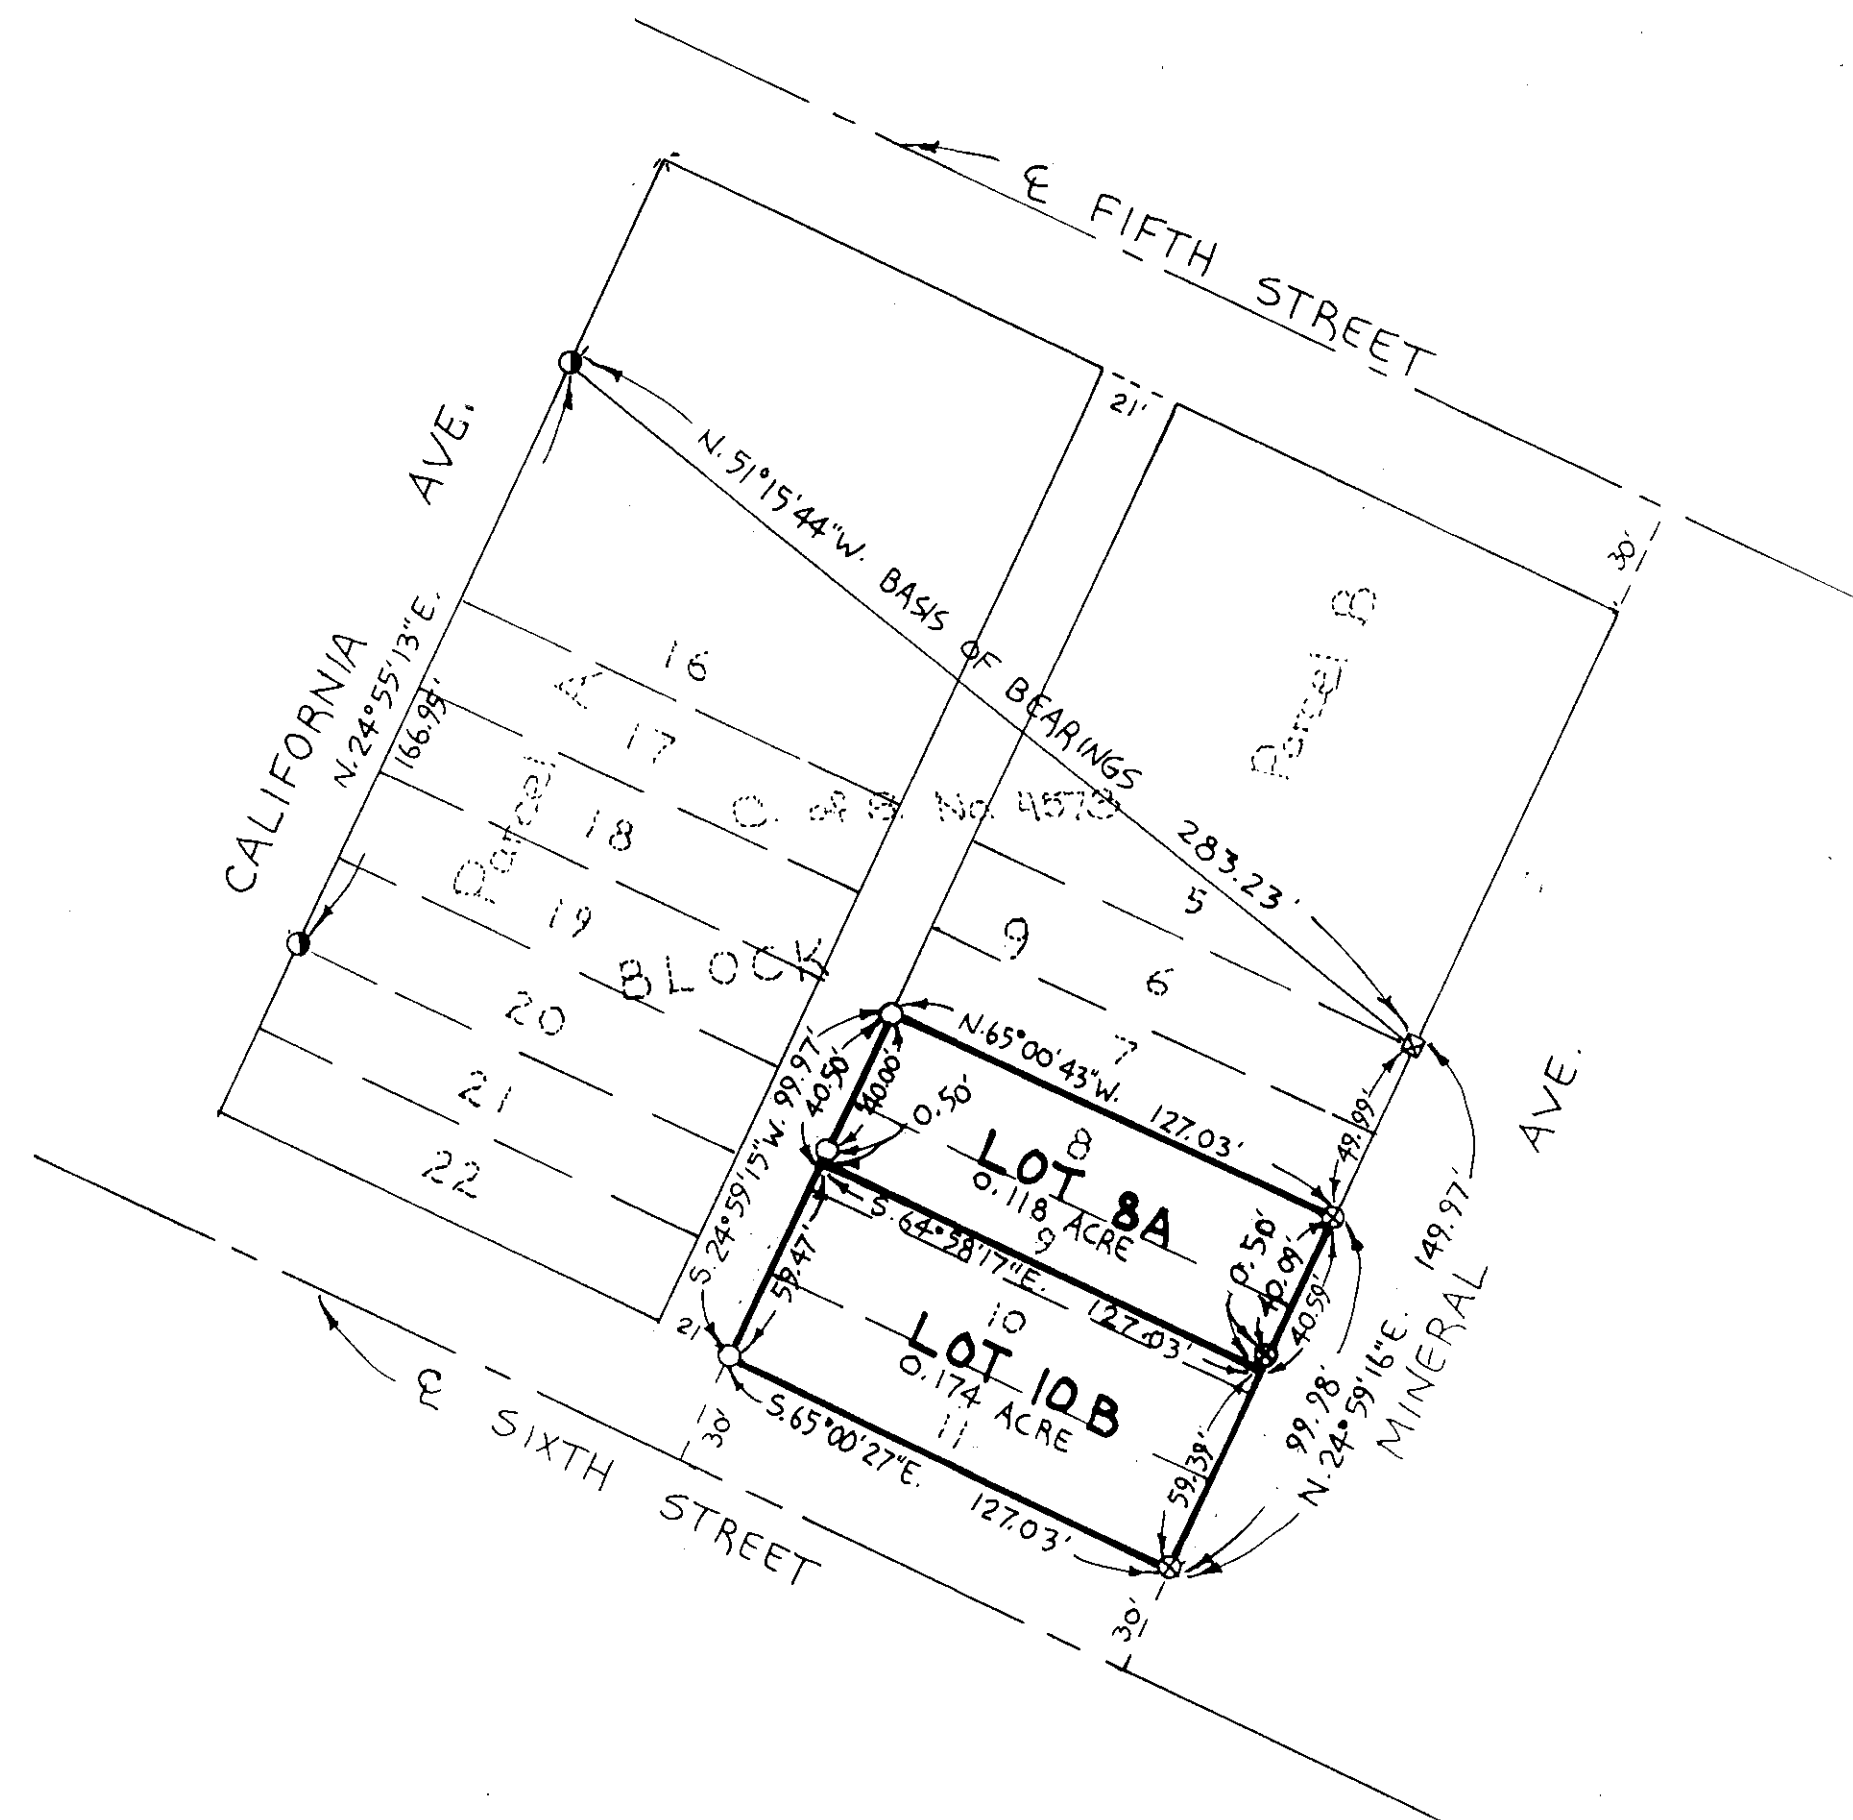 ℄ FIFTH STREET
21'
30'
AVE.
N. 51°15'44"W. BASIS OF BEARINGS 283.23'
Parcel B
CALIFORNIA
N. 24°55'13"E.
166.95'
16
A
17
Parcel
18
C. of S. No. 4573
19
BLOCK
9
5
6
7
20
21
22
N. 65°00'43"W. 127.03'
S. 24°59'15"W. 99.97'
40.50'
40.00'
0.50'
49.99'
AVE.
149.97'
MINERAL
8
LOT 8A
0.118 ACRE
9
S. 64°58'17"E. 127.03'
0.50'
40.09'
40.59'
59.47'
10
LOT 10B
0.174 ACRE
11
59.39'
99.98'
N. 24°59'16"E.
21'
30'
S. 65°00'27"E. 127.03'
℄ SIXTH STREET
30'